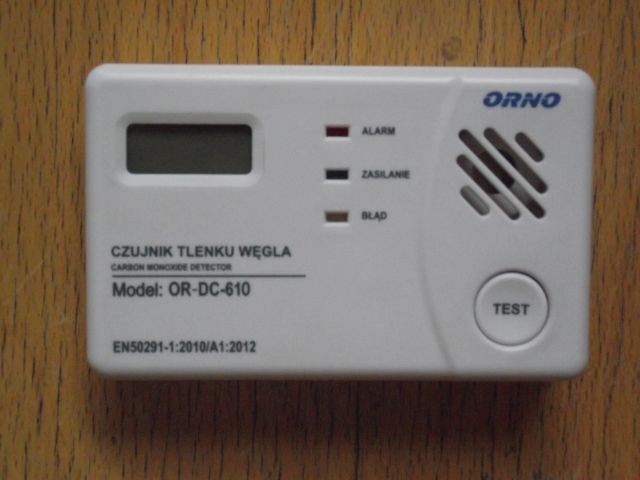 ORNO
ALARM
ZASILANIE
BŁĄD
CZUJNIK TLENKU WĘGLA
CARBON MONOXIDE DETECTOR
Model: OR-DC-610
TEST
EN50291-1:2010/A1:2012